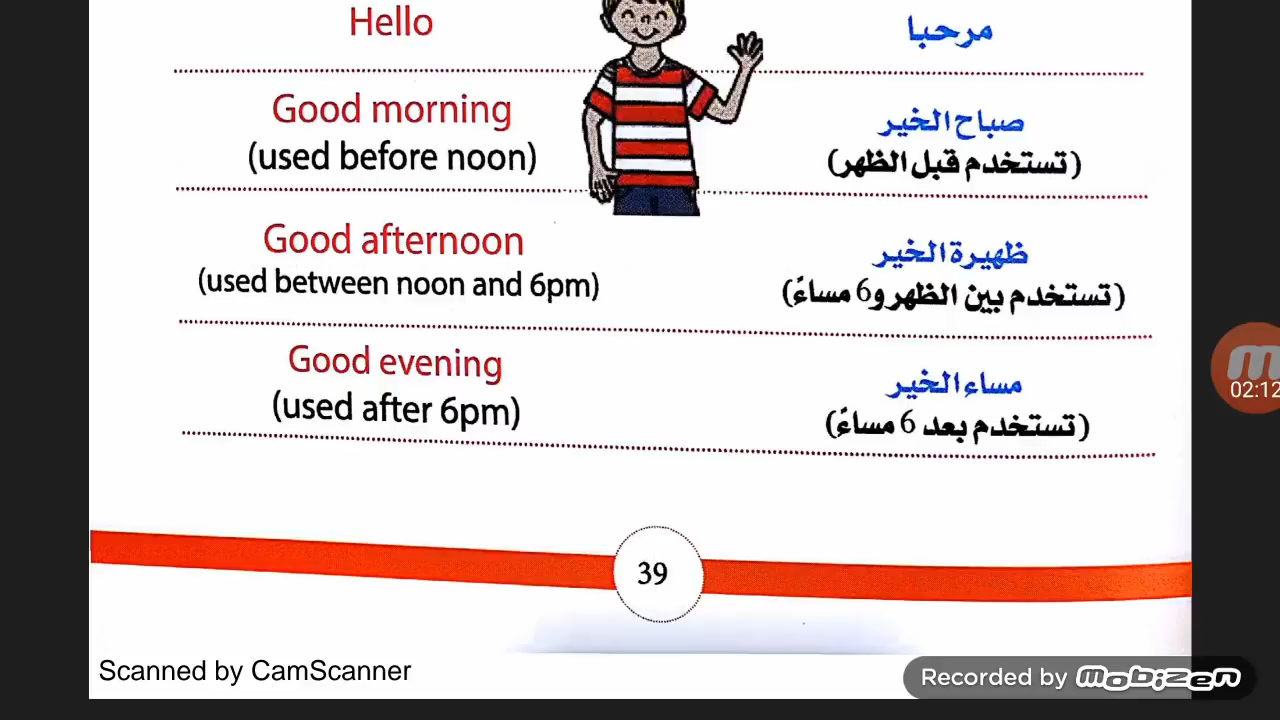 Hello
مرحبا
Good morning
صباح الخير
(used before noon)
(تستخدم قبل الظهر)
Good afternoon
ظهيرة الخير
(used between noon and 6pm)
(تستخدم بين الظهر و6 مساءً)
Good evening
مساء الخير
(used after 6pm)
(تستخدم بعد 6 مساءً)
39
Scanned by CamScanner
Recorded by mobizen
02:12